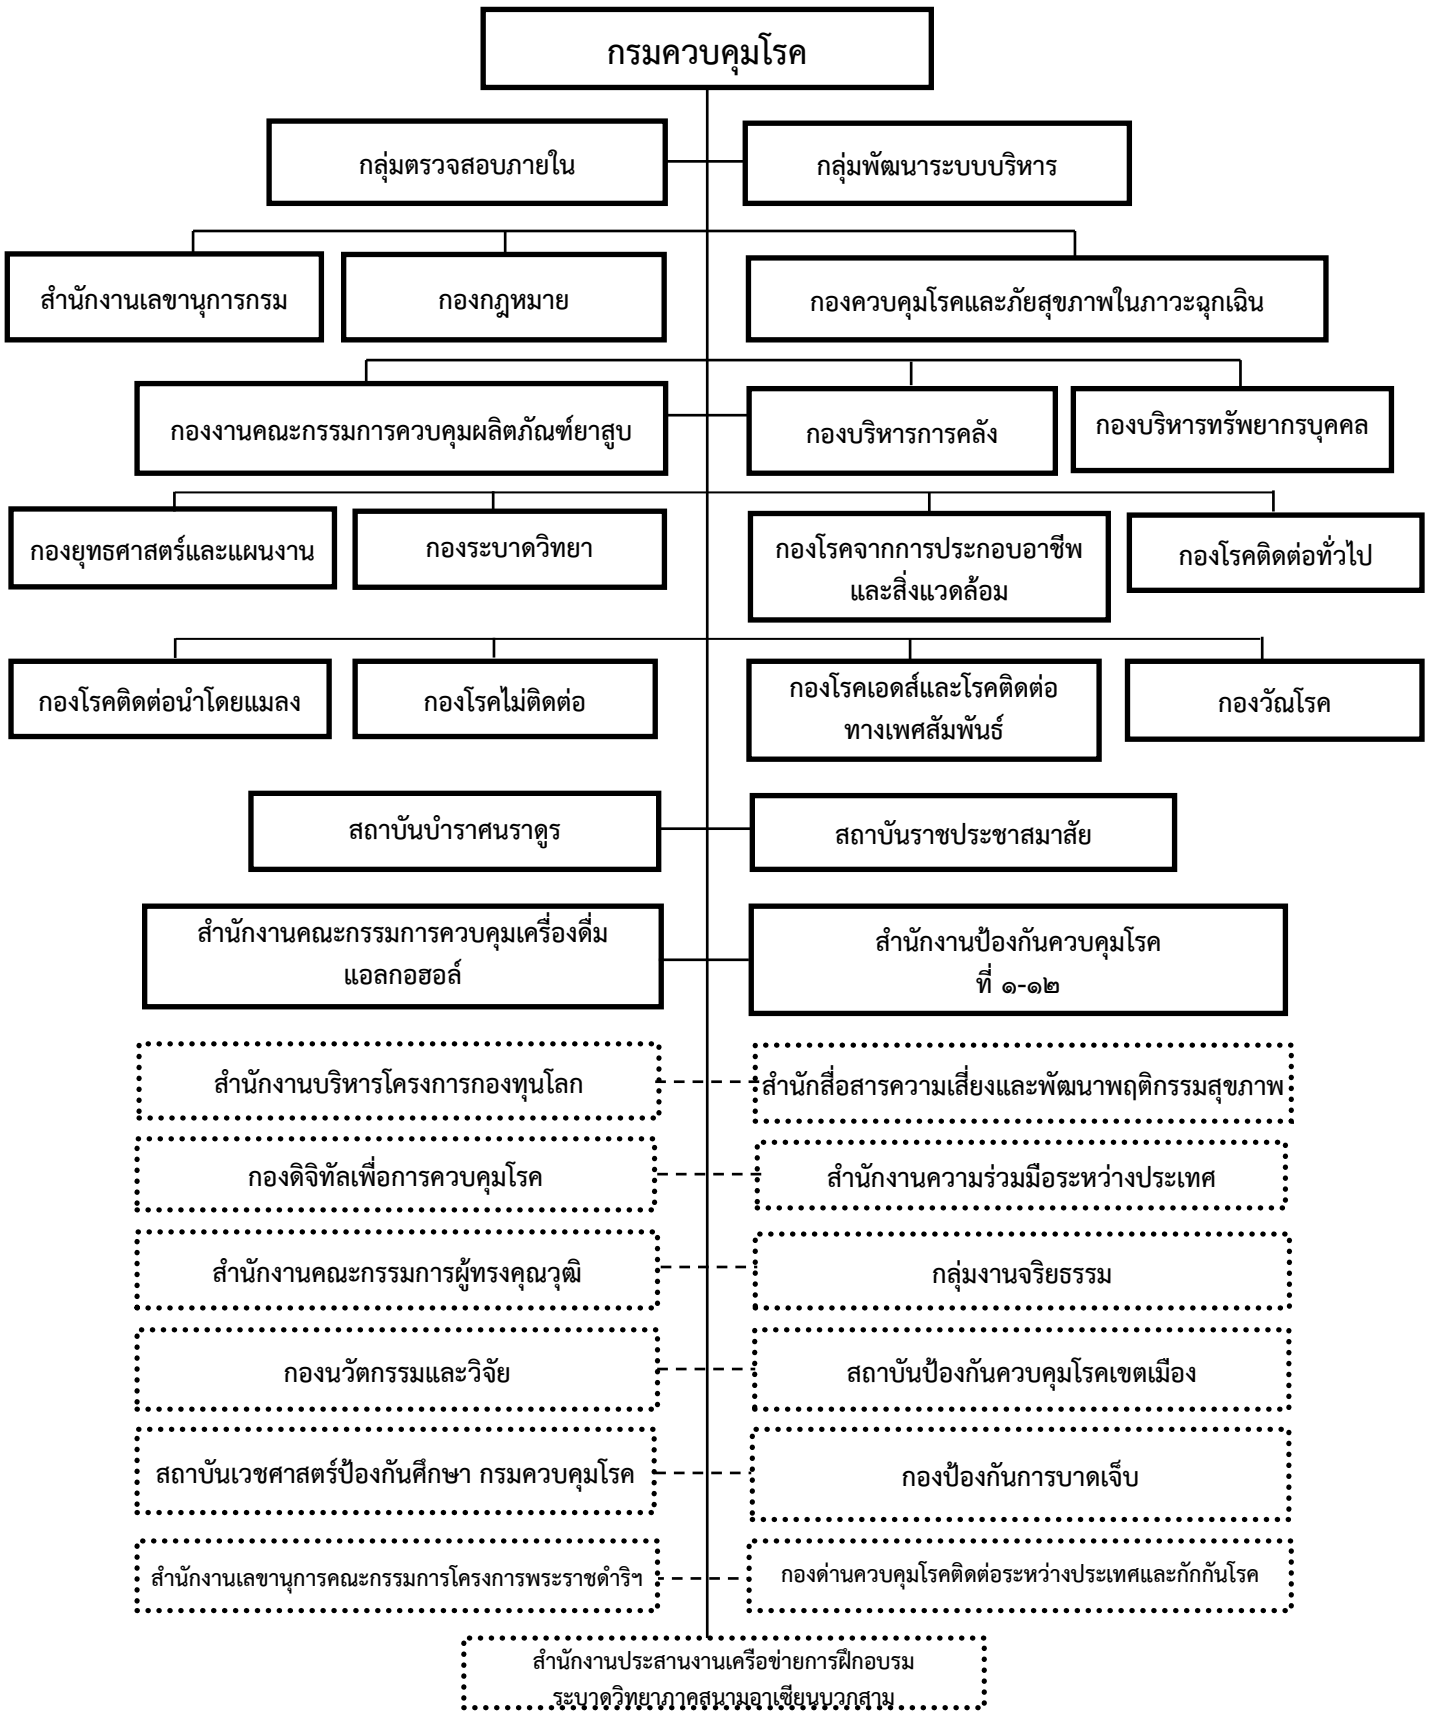 กรมควบคุมโรค
กลุ่มตรวจสอบภายใน
กลุ่มพัฒนาระบบบริหาร
สำนักงานเลขานุการกรม
กองกฎหมาย
กองควบคุมโรคและภัยสุขภาพในภาวะฉุกเฉิน
กองงานคณะกรรมการควบคุมผลิตภัณฑ์ยาสูบ
กองบริหารการคลัง
กองบริหารทรัพยากรบุคคล
กองยุทธศาสตร์และแผนงาน
กองระบาดวิทยา
กองโรคจากการประกอบอาชีพ
และสิ่งแวดล้อม
กองโรคติดต่อทั่วไป
กองโรคติดต่อนำโดยแมลง
กองโรคไม่ติดต่อ
กองโรคเอดส์และโรคติดต่อ
ทางเพศสัมพันธ์
กองวัณโรค
สถาบันบำราศนราดูร
สถาบันราชประชาสมาสัย
สำนักงานคณะกรรมการควบคุมเครื่องดื่ม
แอลกอฮอล์
สำนักงานป้องกันควบคุมโรค
ที่ ๑-๑๒
สำนักงานบริหารโครงการกองทุนโลก
สำนักสื่อสารความเสี่ยงและพัฒนาพฤติกรรมสุขภาพ
กองดิจิทัลเพื่อการควบคุมโรค
สำนักงานความร่วมมือระหว่างประเทศ
สำนักงานคณะกรรมการผู้ทรงคุณวุฒิ
กลุ่มงานจริยธรรม
กองนวัตกรรมและวิจัย
สถาบันป้องกันควบคุมโรคเขตเมือง
สถาบันเวชศาสตร์ป้องกันศึกษา กรมควบคุมโรค
กองป้องกันการบาดเจ็บ
สำนักงานเลขานุการคณะกรรมการโครงการพระราชดำริฯ
กองด่านควบคุมโรคติดต่อระหว่างประเทศและกักกันโรค
สำนักงานประสานงานเครือข่ายการฝึกอบรม
ระบาดวิทยาภาคสนามอาเซียนบวกสาม